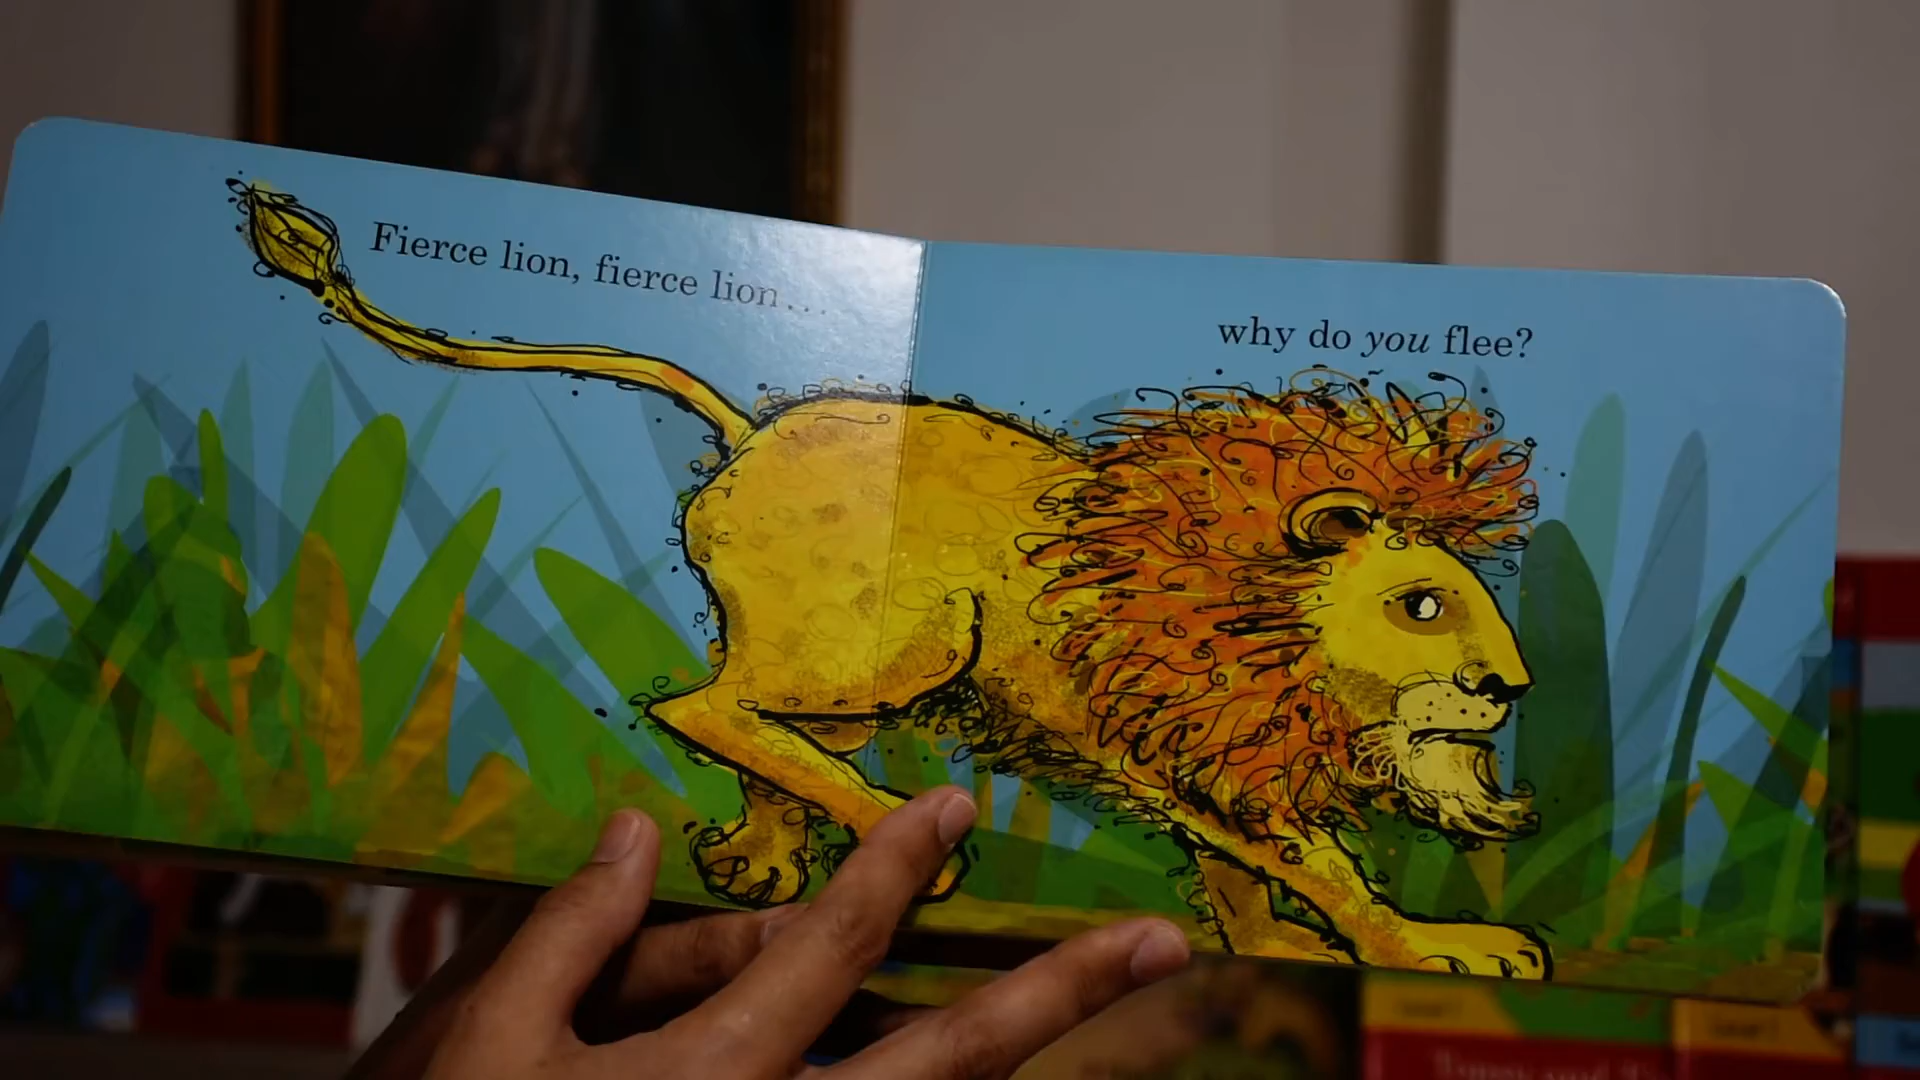 Fierce lion, fierce lion...
why do you flee?